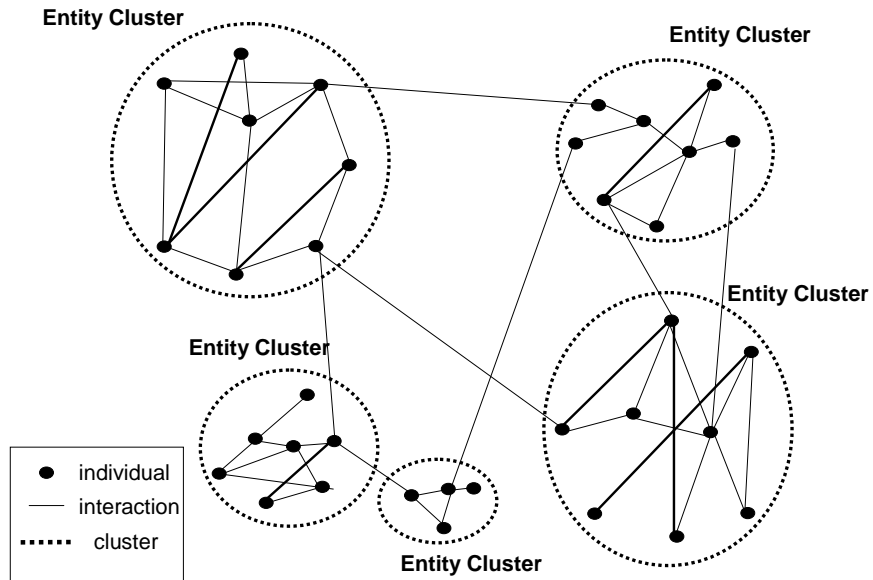 Entity Cluster
Entity Cluster
Entity Cluster
Entity Cluster
individual
interaction
cluster
Entity Cluster